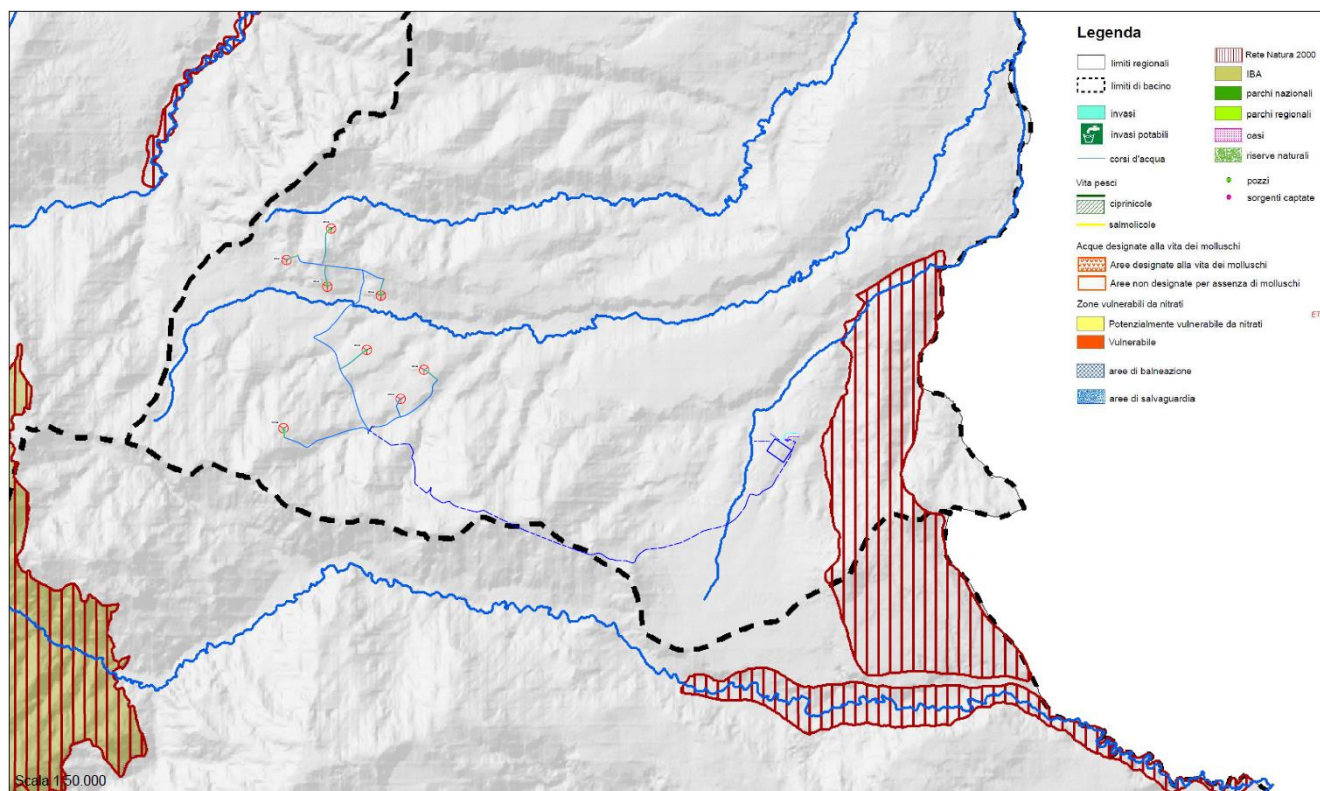 Legenda
limiti regionali
limiti di bacino
invasi
invasi potabili
corsi d'acqua
Vita pesci
ciprinicole
salmolicole
Acque designate alla vita dei molluschi
Aree designate alla vita dei molluschi
Aree non designate per assenza di molluschi
Zone vulnerabili da nitrati
Potenzialmente vulnerabile da nitrati
Vulnerabile
aree di balneazione
aree di salvaguardia
Rete Natura 2000
IBA
parchi nazionali
parchi regionali
oasi
riserve naturali
pozzi
sorgenti captate
Scala 1:50.000